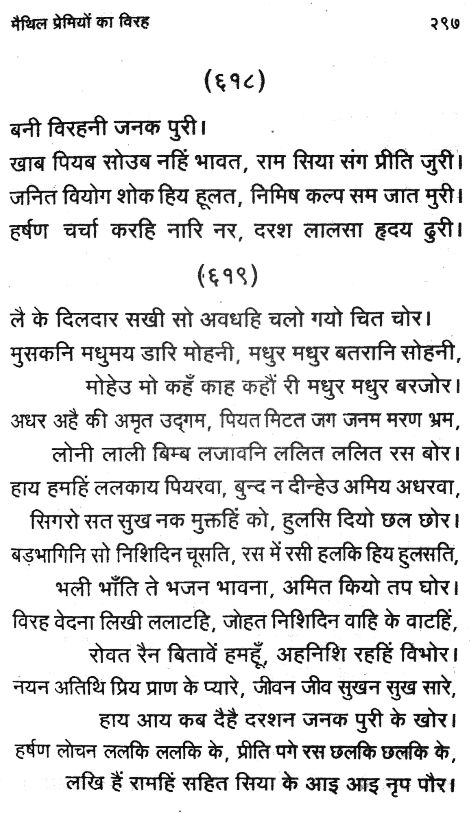 मैथिल प्रेमियों का विरह २९७
(६१८)
बनी विरहनी जनक पुरी।
खाब पियब सोउब नहिं भावत, राम सिया संग प्रीति जुरी।
जनित वियोग शोक हिय हूलत, निमिष कल्प सम जात मुरी।
हर्षण चर्चा करहि नारि नर, दरश लालसा हृदय ढुरी।
(६१९)
लै के दिलदार सखी सो अवधहि चलो गयो चित चोर।
मुसकनि मधुमय डारि मोहनी, मधुर मधुर बतरानि सोहनी,
मोहेउ मो कहँ काह कहौं री मधुर मधुर बरजोर।
अधर अहै की अमृत उद्गम, पियत मिटत जग जनम मरण भ्रम,
लोनी लाली बिम्ब लजावनि ललित ललित रस बोर।
हाय हमहिं ललकाय पियरवा, बुन्द न दीन्हेउ अमिय अधरवा,
सिगरो सत सुख नक मुक्तहिं को, हुलसि दियो छल छोर।
बड़भागिनि सो निशिदिन चूसति, रस में रसी हलकि हिय हुलसति,
भली भाँति ते भजन भावना, अमित कियो तप घोर।
विरह वेदना लिखी ललाटहि, जोहत निशिदिन वाहि के वाटहिं,
रोवत रैन बितावें हमहूँ, अहनिशि रहहिं विभोर।
नयन अतिथि प्रिय प्राण के प्यारे, जीवन जीव सुखन सुख सारे,
हाय आय कब दैहै दरशन जनक पुरी के खोर।
हर्षण लोचन ललकि ललकि के, प्रीति पगे रस छलकि छलकि के,
लखि हैं रामहिं सहित सिया के आइ आइ नृप पौर।